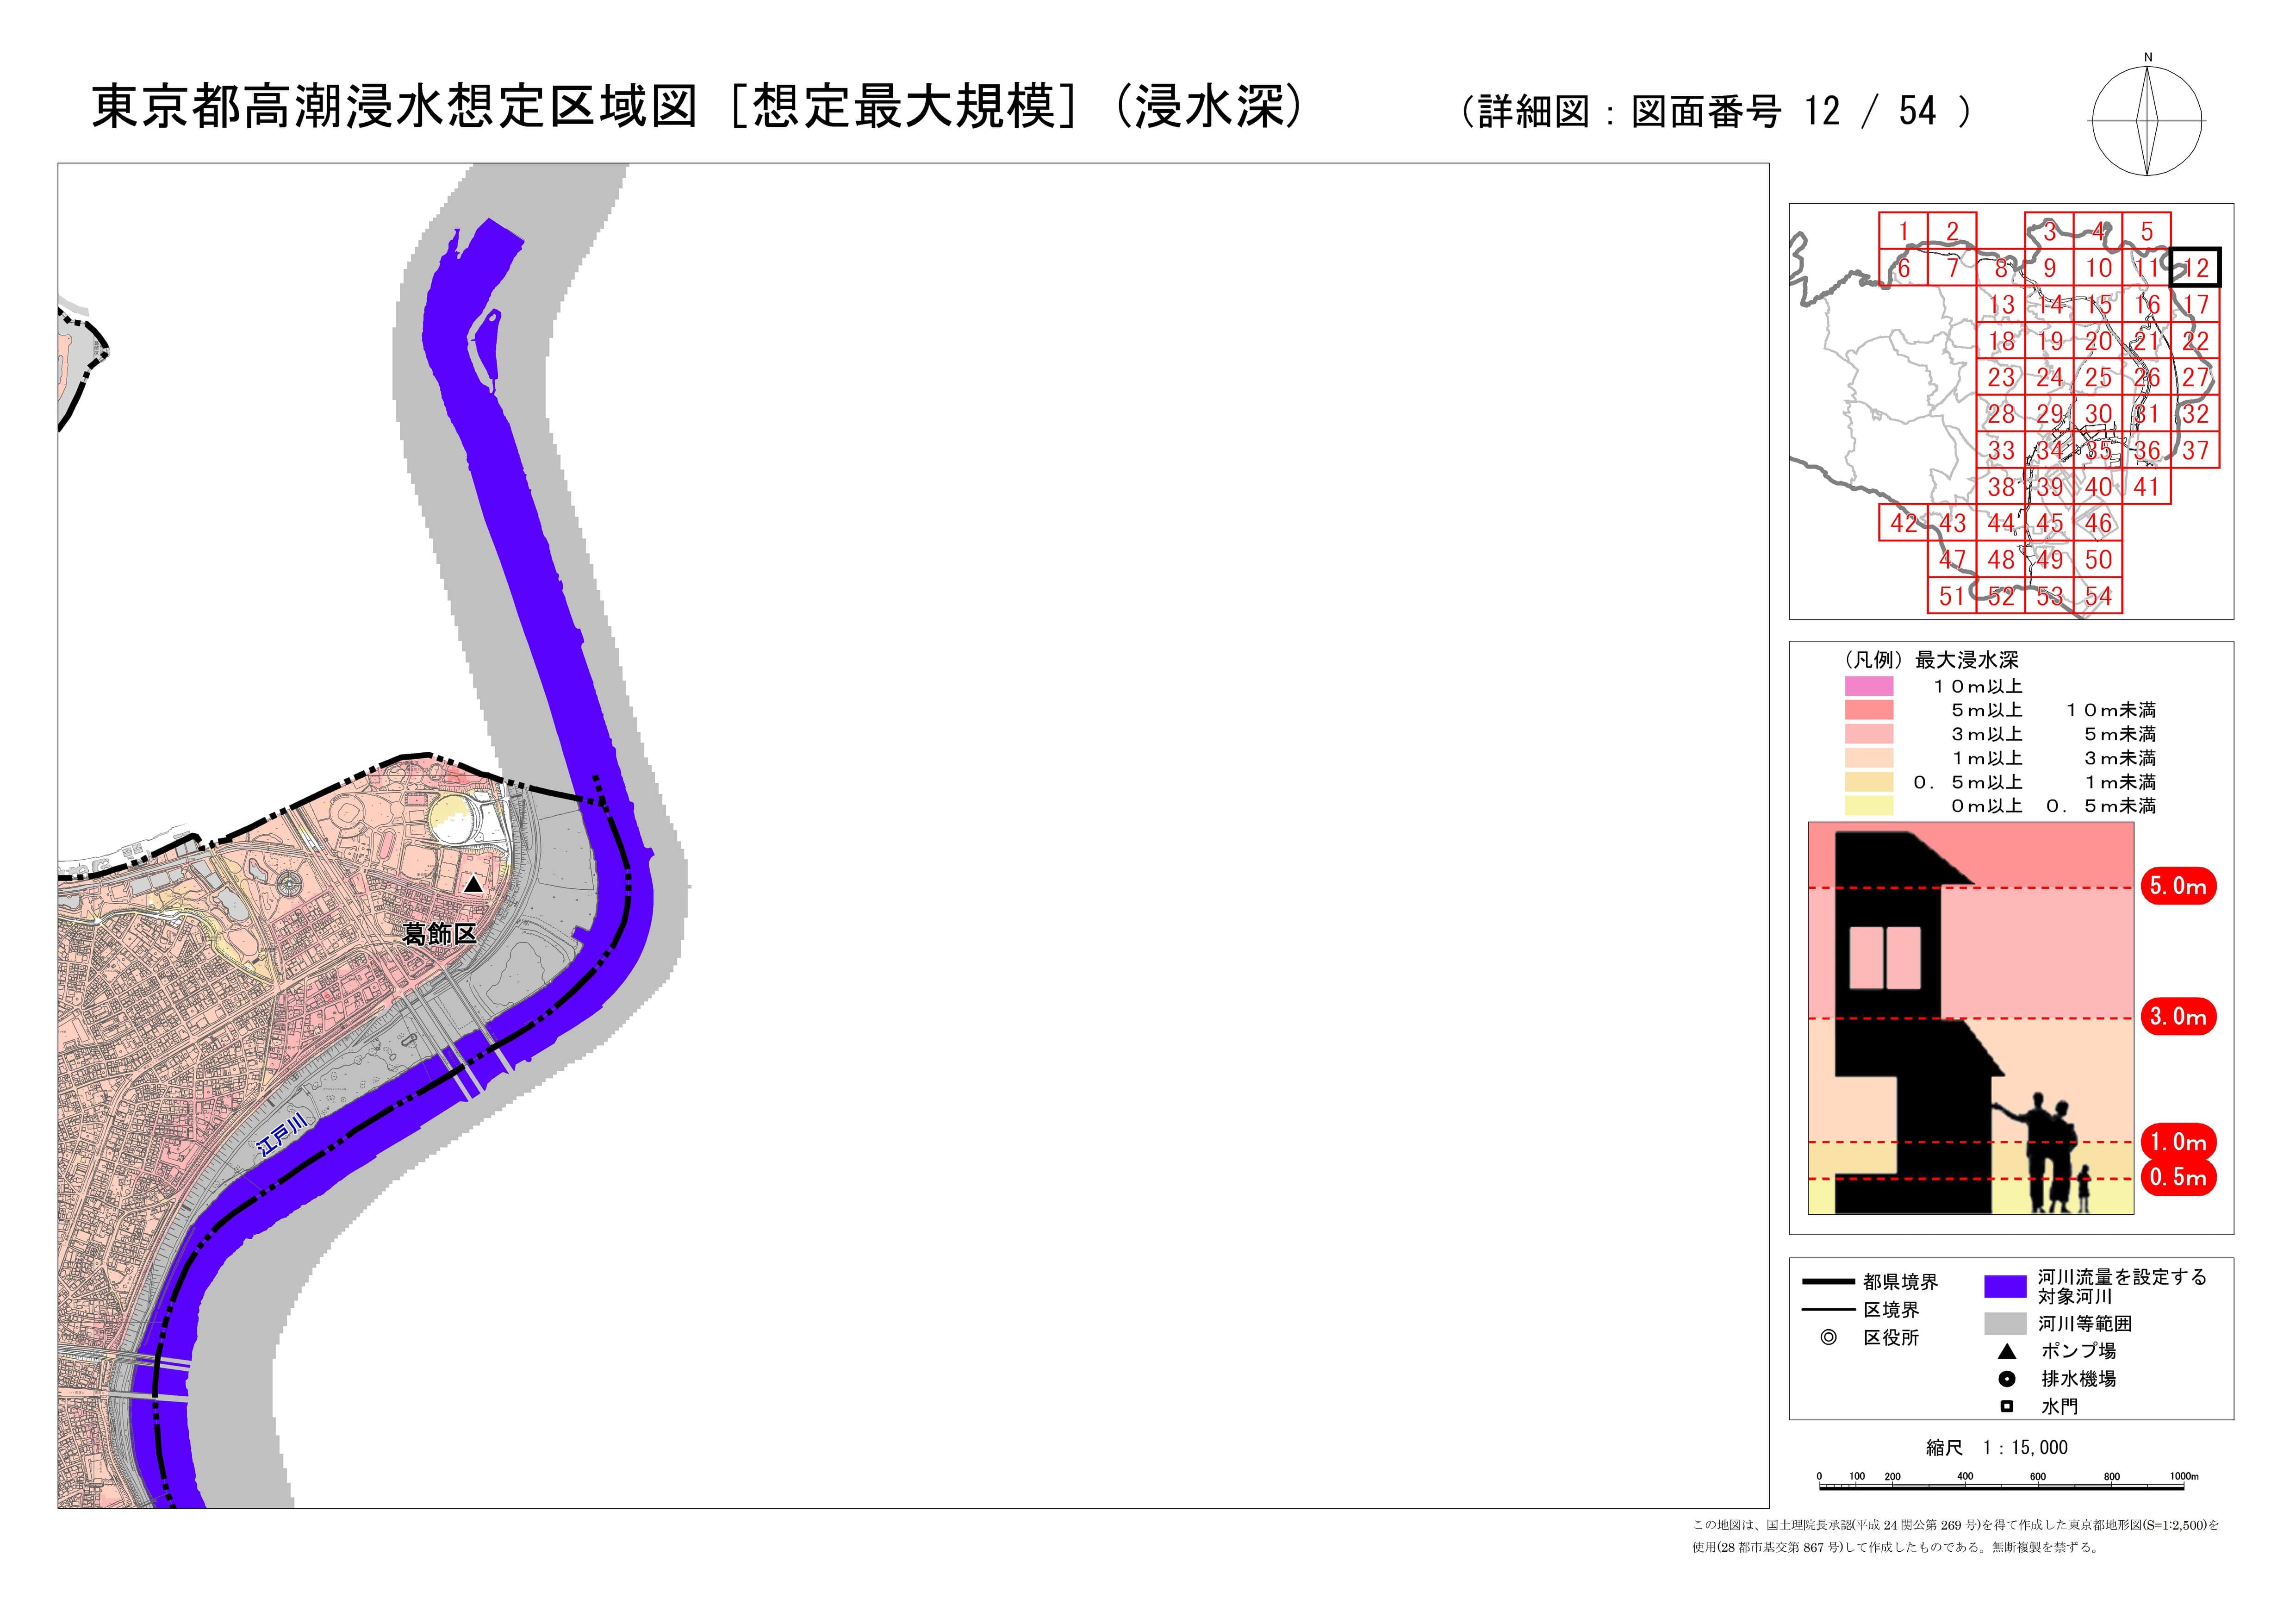 東京都高潮浸水想定区域図［想定最大規模］（浸水深）
（詳細図：図面番号 12 / 54 ）
N
1 2 3 4 5
6 7 8 9 10 11 12
13 14 15 16 17
18 19 20 21 22
23 24 25 26 27
28 29 30 31 32
33 34 35 36 37
38 39 40 41
42 43 44 45 46
47 48 49 50
51 52 53 54
葛飾区
江戸川
（凡例）最大浸水深
１０ｍ以上
５ｍ以上 １０ｍ未満
３ｍ以上 ５ｍ未満
１ｍ以上 ３ｍ未満
０．５ｍ以上 １ｍ未満
０ｍ以上 ０．５ｍ未満
5.0m
3.0m
1.0m
0.5m
都県境界
区境界
区役所
河川流量を設定する
対象河川
河川等範囲
ポンプ場
排水機場
水門
縮尺 1：15,000
0 100 200 400 600 800 1000m
この地図は、国土理院長承認(平成 24 関公第 269 号)を得て作成した東京都地形図(S=1:2,500)を
使用(28 都市基交第 867 号)して作成したものである。無断複製を禁ずる。